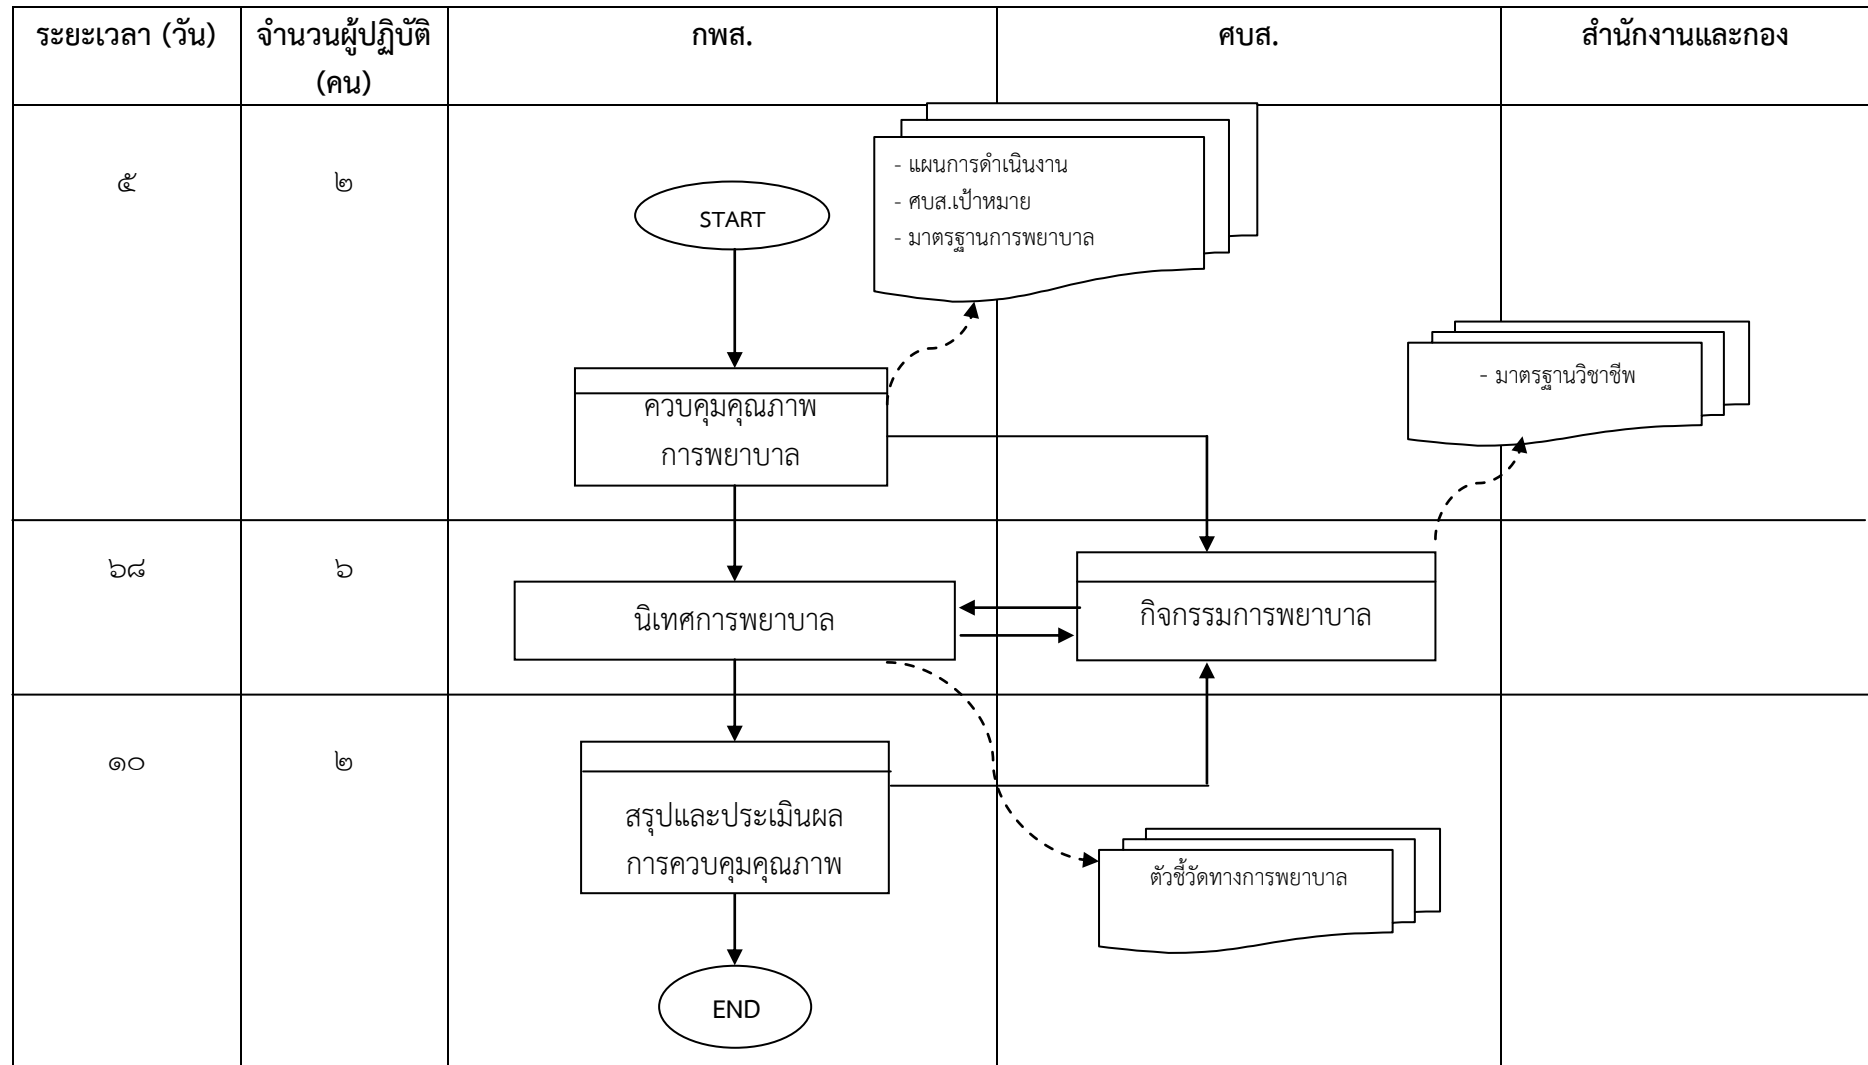 ระยะเวลา (วัน)
จำนวนผู้ปฏิบัติ
(คน)
กพส.
ศบส.
สำนักงานและกอง
๕
๒
START
- แผนการดำเนินงาน
- ศบส.เป้าหมาย
- มาตรฐานการพยาบาล
- มาตรฐานวิชาชีพ
ควบคุมคุณภาพ
การพยาบาล
๖๘
๖
นิเทศการพยาบาล
กิจกรรมการพยาบาล
๑๐
๒
สรุปและประเมินผล
การควบคุมคุณภาพ
ตัวชี้วัดทางการพยาบาล
END